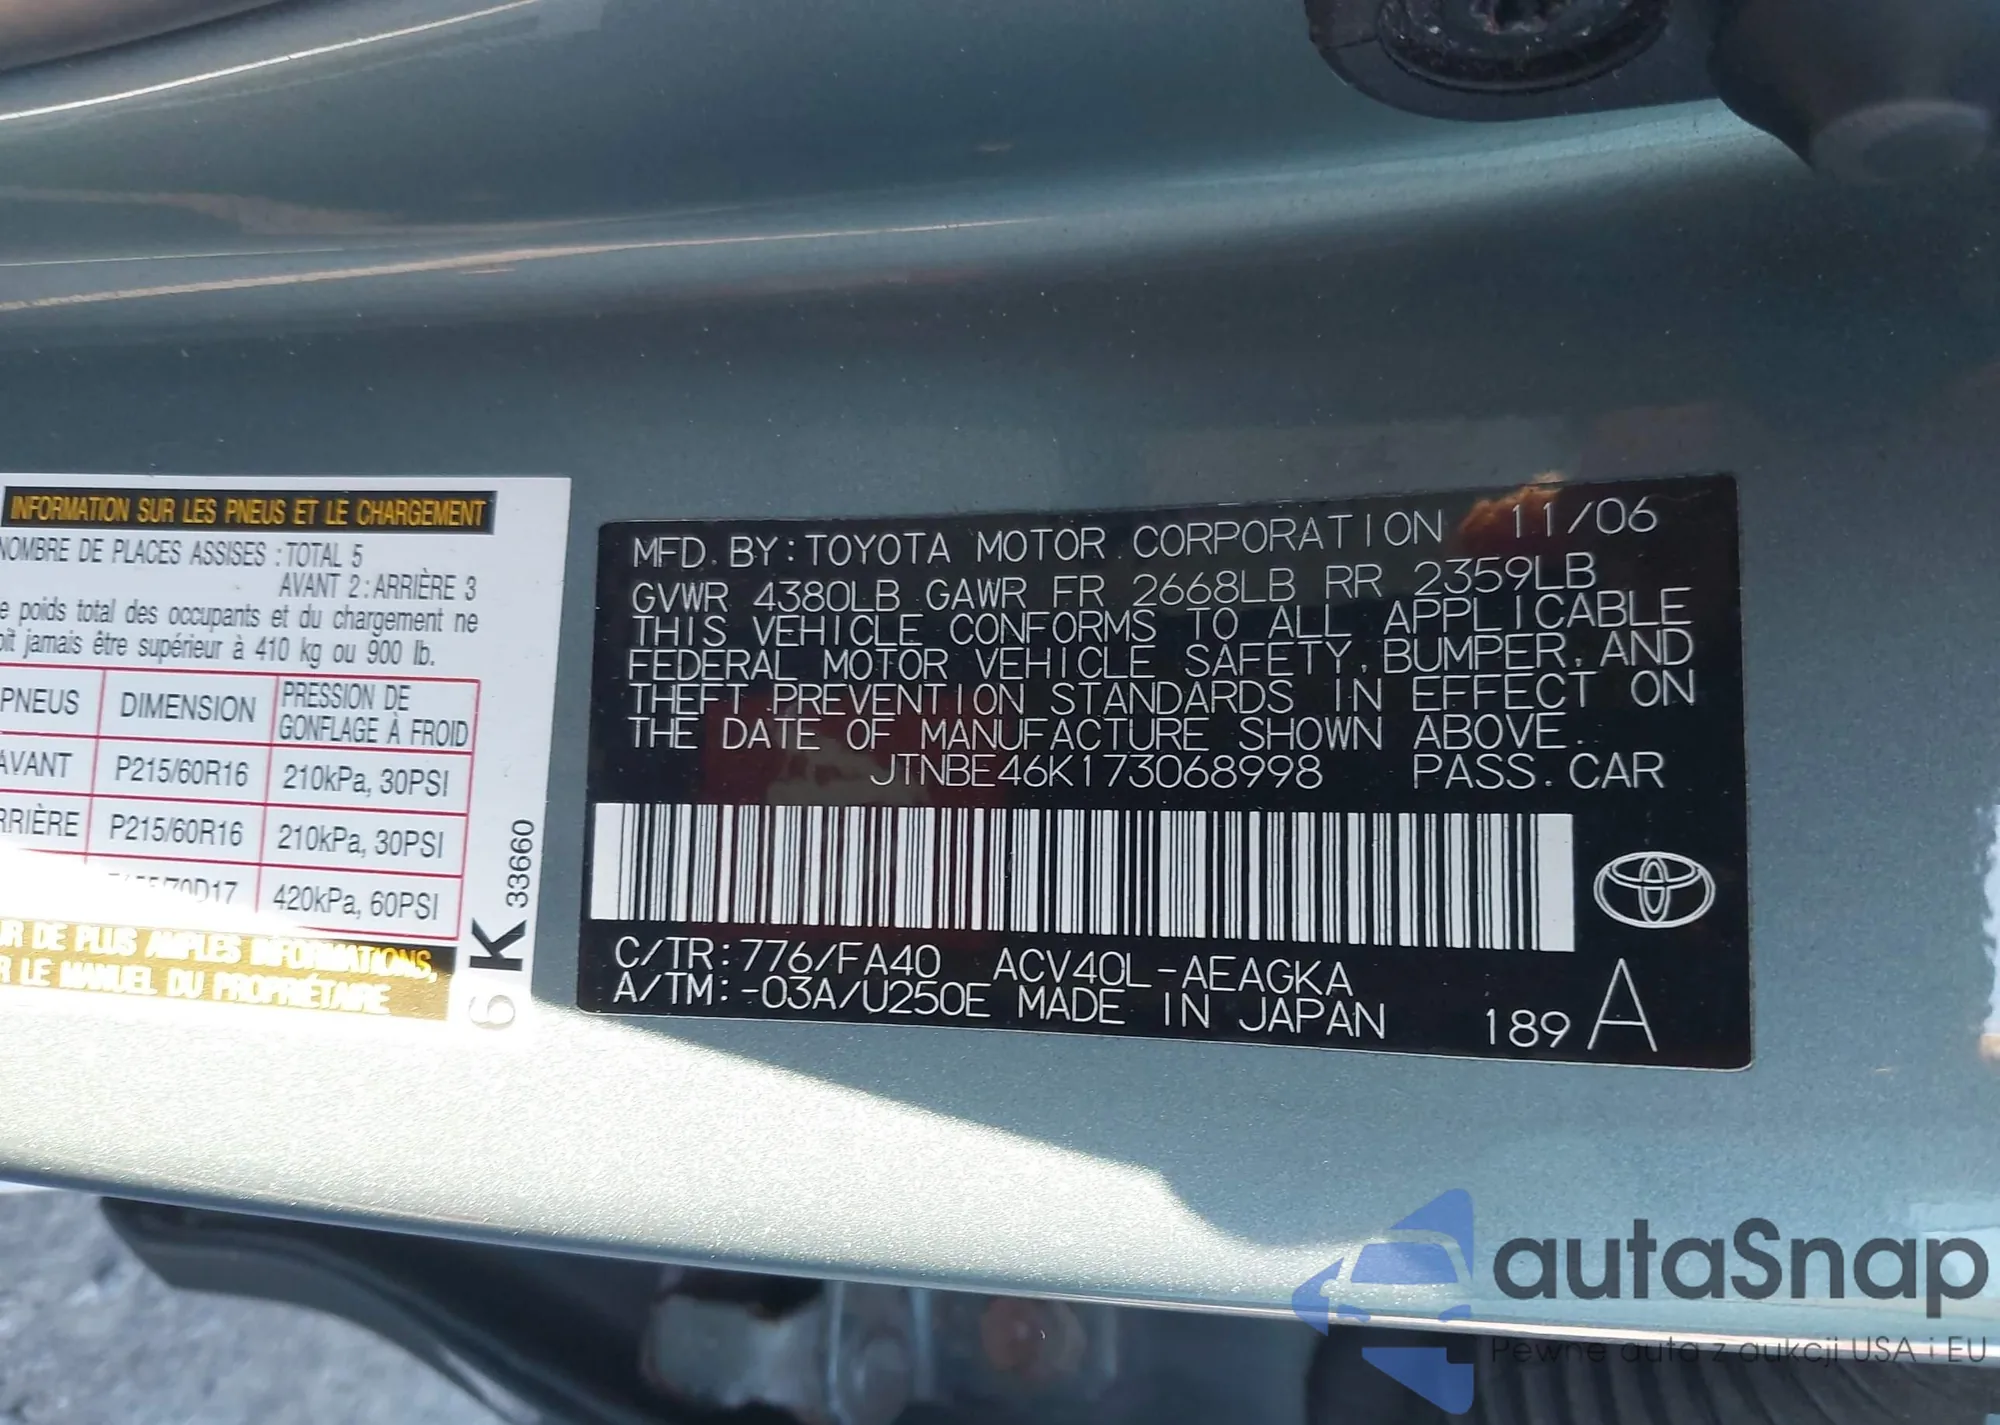 INFORMATION SUR LES PNEUS ET LE CHARGEMENT
NOMBRE DE PLACES ASSISES : TOTAL 5
AVANT 2 : ARRIÈRE 3
poids total des occupants et du chargement ne
jamais être supérieur à 410 kg ou 900 lb.
PNEUS DIMENSION PRESSION DE
GONFLAGE À FROID
AVANT P215/60R16 210kPa, 30PSI
RRIÈRE P215/60R16 210kPa, 30PSI
70D17 420kPa, 60PSI
R DE PLUS AMPLES INFORMATIONS,
R LE MANUEL DU PROPRIÉTAIRE
6K 33660
MFD. BY: TOYOTA MOTOR CORPORATION 11/06
GVWR 4380LB GAWR FR 2668LB RR 2359LB
THIS VEHICLE CONFORMS TO ALL APPLICABLE
FEDERAL MOTOR VEHICLE SAFETY, BUMPER, AND
THEFT PREVENTION STANDARDS IN EFFECT ON
THE DATE OF MANUFACTURE SHOWN ABOVE.
JTNBE46K173068998 PASS. CAR
C/TR: 776/FA40 ACV40L-AEAGKA
A/TM: -03A/U250E MADE IN JAPAN 189 A
autaSnap
Pewne auta z aukcji USA i EU